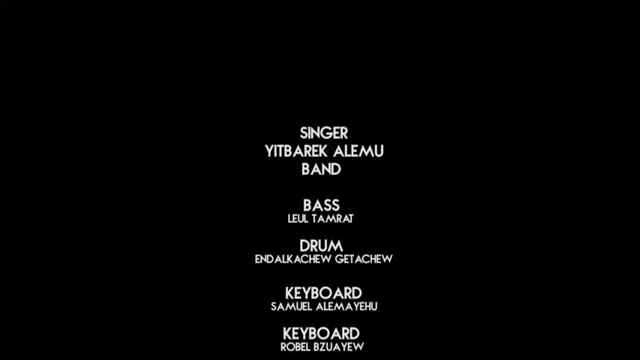 SINGER
YITBAREK ALEMU
BAND
BASS
LEUL TAMRAT
DRUM
ENDALKACHEW GETACHEW
KEYBOARD
SAMUEL ALEMAYEHU
KEYBOARD
ROBEL BZUAYEW